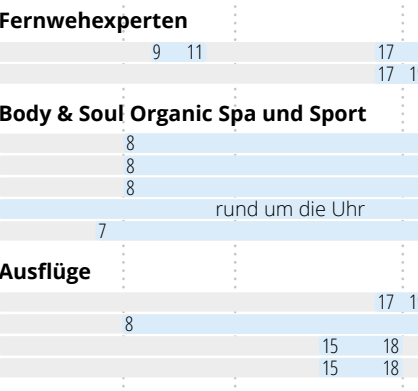 Fernwehexperten
9 11 17
17 1
Body & Soul Organic Spa und Sport
8
8
8
rund um die Uhr
7
Ausflüge
17 1
8
15 18
15 18